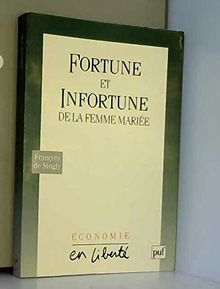 FORTUNE
ET
INFORTUNE
DE LA FEMME MARIÉE
François
de Singly
ÉCONOMIE
en liberté
puf